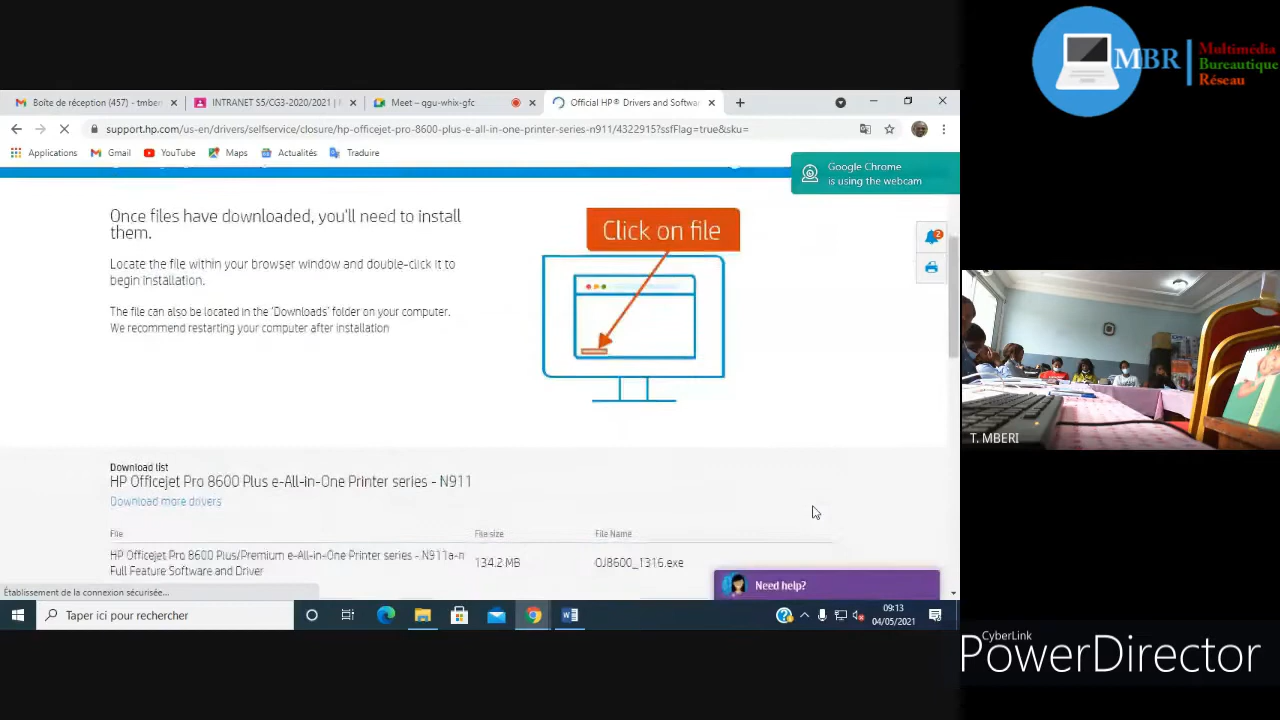 MBR
Multimédia
Bureautique
Réseau
Boîte de réception (457) - tmber
INTRANET S5/CG3-2020/2021 |
Meet – qgu-whix-gfc
Official HP® Drivers and Softwar
support.hp.com/us-en/drivers/selfservice/closure/hp-officejet-pro-8600-plus-e-all-in-one-printer-series-n911/4322915?ssfFlag=true&sku=
Applications
Gmail
YouTube
Maps
Actualités
Traduire
Google Chrome
is using the webcam
Once files have downloaded, you'll need to install
them.
Locate the file within your browser window and double-click it to
begin installation.
The file can also be located in the 'Downloads' folder on your computer.
We recommend restarting your computer after installation
Click on file
2
Download list
HP Officejet Pro 8600 Plus e-All-in-One Printer series - N911
Download more drivers
File
File size
File Name
HP Officejet Pro 8600 Plus/Premium e-All-in-One Printer series - N911a-n
Full Feature Software and Driver
134.2 MB
OJ8600_1316.exe
Need help?
Établissement de la connexion sécurisée...
Taper ici pour rechercher
09:13
04/05/2021
T. MBERI
CyberLink
PowerDirector